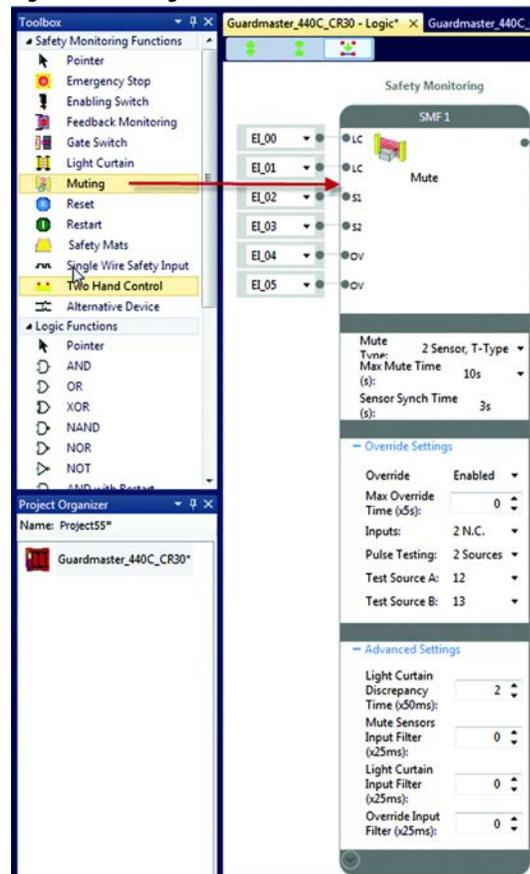 Toolbox
Safety Monitoring Functions
Pointer
Emergency Stop
Enabling Switch
Feedback Monitoring
Gate Switch
Light Curtain
Muting
Reset
Restart
Safety Mats
Single Wire Safety Input
Two Hand Control
Alternative Device
Logic Functions
Pointer
AND
OR
XOR
NAND
NOR
NOT
AND with Restart
Project Organizer
Name: Project55*
Guardmaster_440C_CR30*
Guardmaster_440C_CR30 - Logic* Guardmaster_440C_
Safety Monitoring
SMF 1
Mute
EI_00 LC
EI_01 LC
EI_02 S1
EI_03 S2
EI_04 OV
EI_05 OV
Mute Type: 2 Sensor, T-Type
Max Mute Time (s): 10s
Sensor Synch Time (s): 3s
Override Settings
Override Enabled
Max Override Time (x5s): 0
Inputs: 2 N.C.
Pulse Testing: 2 Sources
Test Source A: 12
Test Source B: 13
Advanced Settings
Light Curtain Discrepancy Time (x50ms): 2
Mute Sensors Input Filter (x25ms): 0
Light Curtain Input Filter (x25ms): 0
Override Input Filter (x25ms): 0